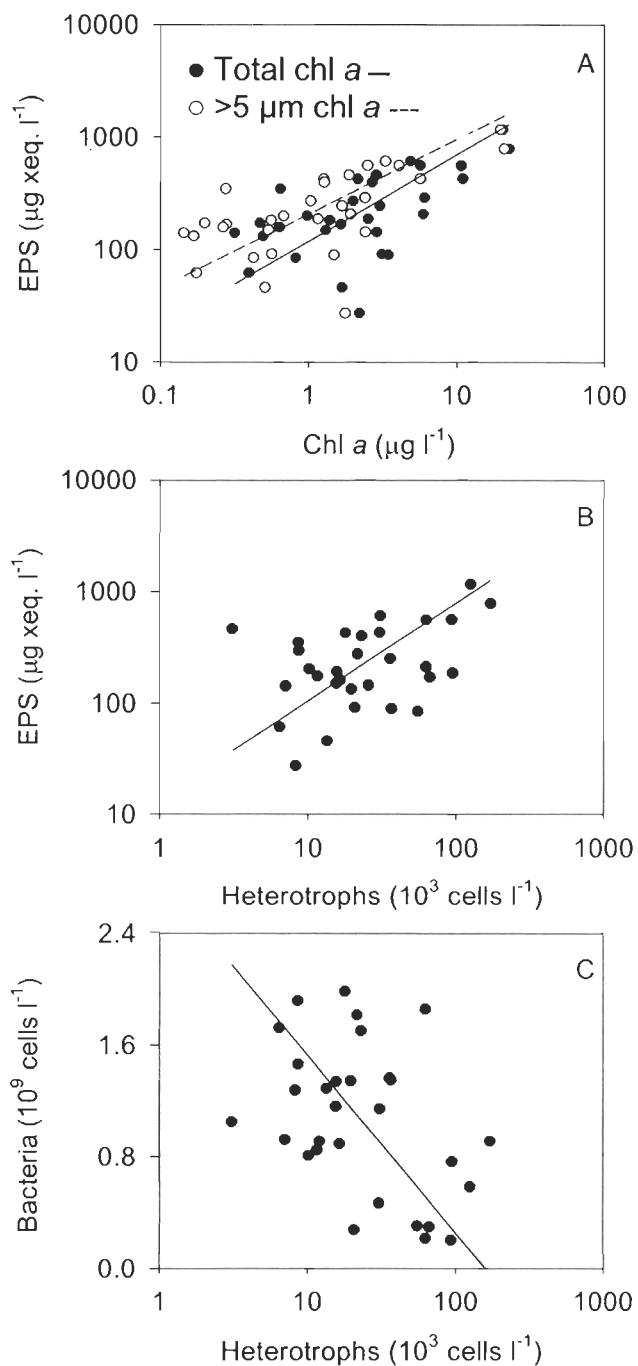 10000
A
Total chl a
>5 µm chl a
1000
EPS (µg xeq. l⁻¹)
100
10
0.1 1 10 100
Chl a (µg l⁻¹)
10000
B
1000
EPS (µg xeq. l⁻¹)
100
10
1 10 100 1000
Heterotrophs (10³ cells l⁻¹)
2.4
C
1.6
Bacteria (10⁹ cells l⁻¹)
0.8
0.0
1 10 100 1000
Heterotrophs (10³ cells l⁻¹)